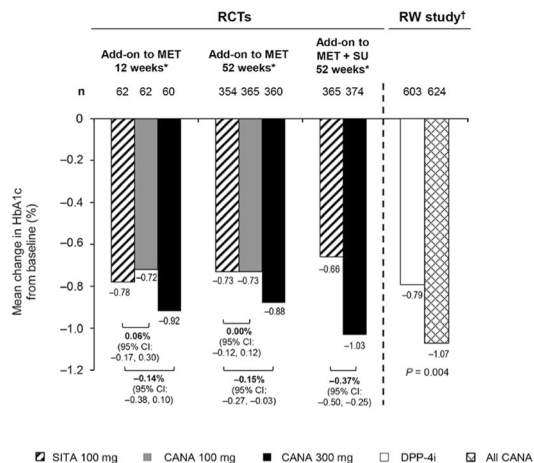 RCTs
RW study†
Add-on to MET
12 weeks*
Add-on to MET
52 weeks*
Add-on to
MET + SU
52 weeks*
n 62 62 60 354 365 360 365 374 603 624
Mean change in HbA1c
from baseline (%)
0
–0.2
–0.4
–0.6
–0.8
–1.0
–1.2
–0.78
–0.72
–0.92
–0.73
–0.73
–0.88
–0.66
–1.03
–0.79
–1.07
0.06%
(95% CI:
–0.17, 0.30)
0.00%
(95% CI:
–0.12, 0.12)
–0.14%
(95% CI:
–0.38, 0.10)
–0.15%
(95% CI:
–0.27, –0.03)
–0.37%
(95% CI:
–0.50, –0.25)
P = 0.004
SITA 100 mg CANA 100 mg CANA 300 mg DPP-4i All CANA